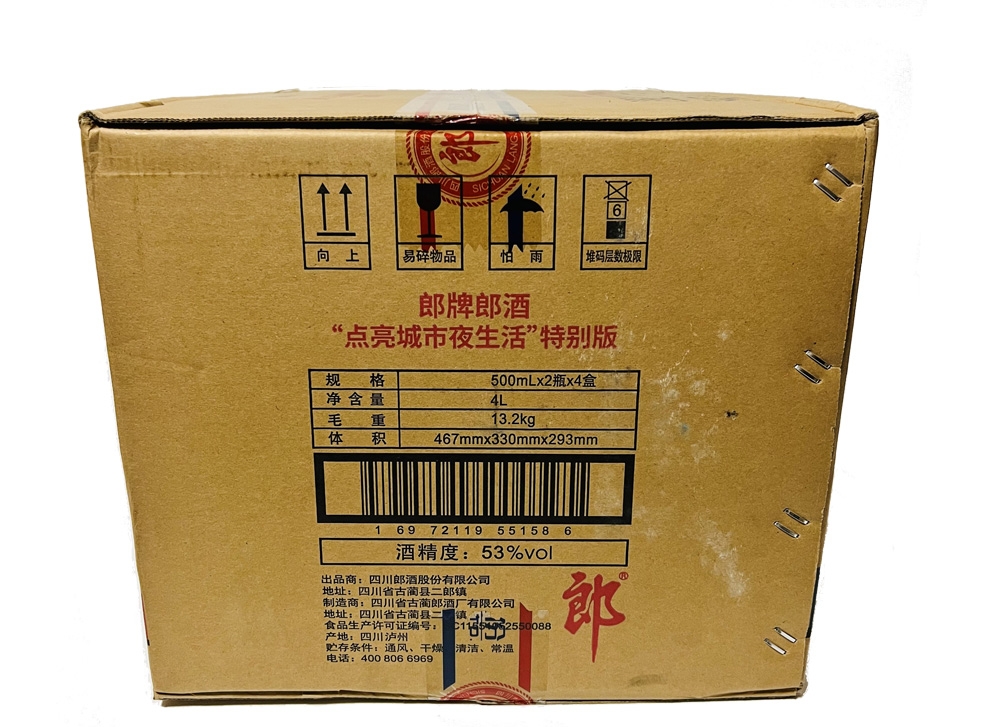 郎
SICHUAN LANG
6
向 上
易碎物品
怕 雨
堆码层数极限
郎牌郎酒
“点亮城市夜生活”特别版
规 格 500mLx2瓶x4盒
净含量 4L
毛 重 13.2kg
体 积 467mmx330mmx293mm
1 69 72119 55158 6
酒精度：53%vol
出品商：四川郎酒股份有限公司
地址：四川省古蔺县二郎镇
制造商：四川省古蔺郎酒厂有限公司
地址：四川省古蔺县二郎镇
食品生产许可证编号：
产地：四川泸州
贮存条件：通风、干燥、清洁、常温
电话：400 806 6969
郎®